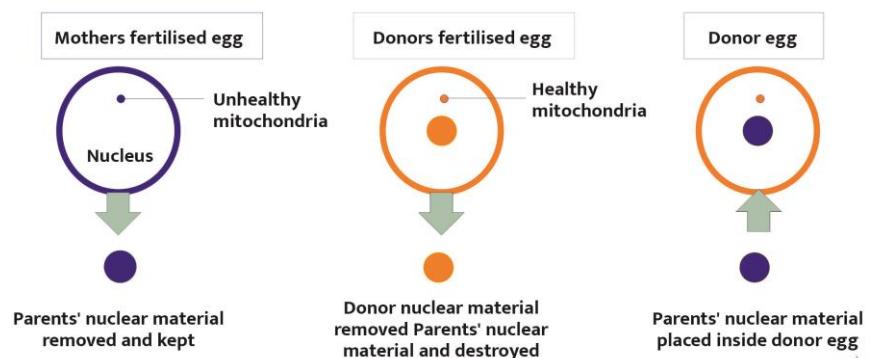 Mothers fertilised egg
Unhealthy
mitochondria
Nucleus
Parents' nuclear material
removed and kept
Donors fertilised egg
Healthy
mitochondria
Donor nuclear material
removed Parents' nuclear
material and destroyed
Donor egg
Parents' nuclear material
placed inside donor egg